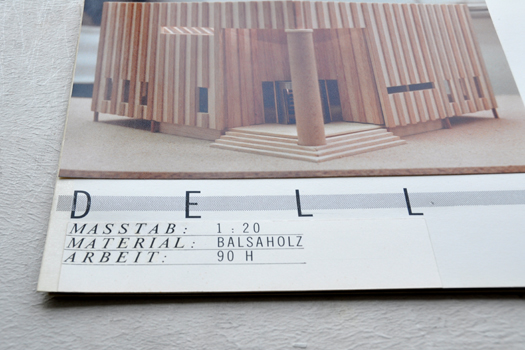 D E L L
MASSTAB: 1:20
MATERIAL: BALSAHOLZ
ARBEIT: 90 H